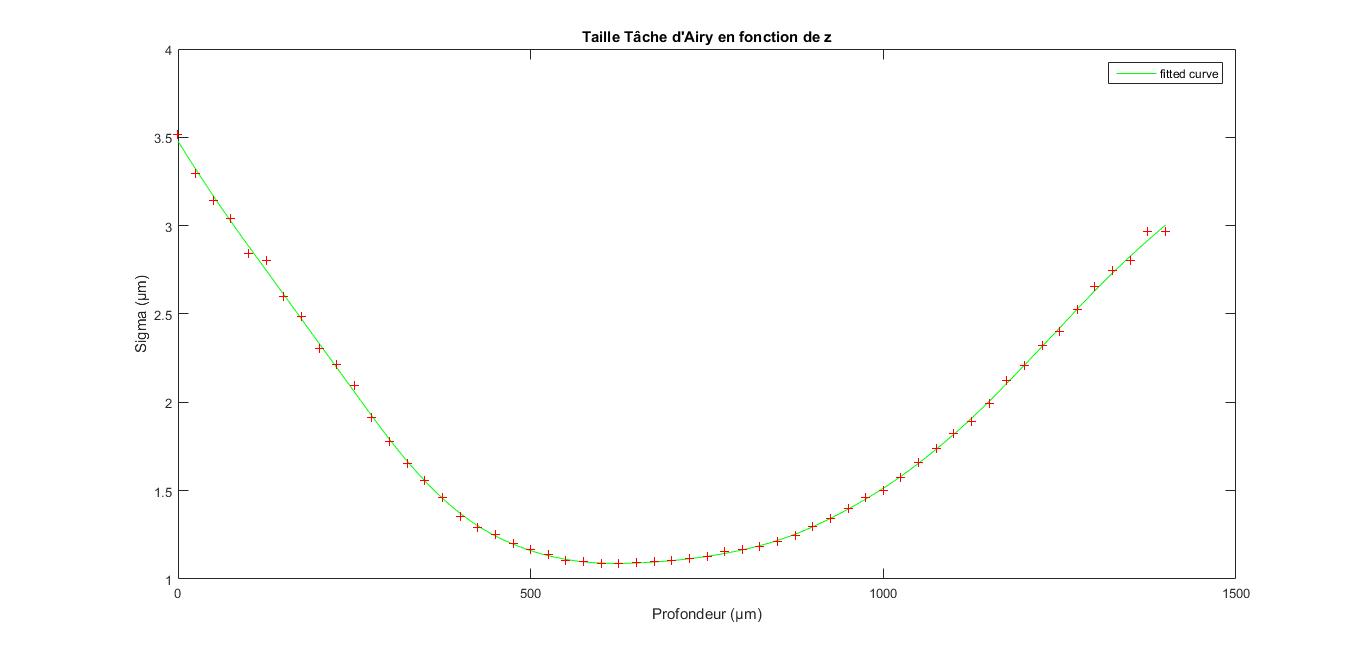 Taille Tâche d'Airy en fonction de z
fitted curve
4
3.5
3
2.5
2
1.5
1
Sigma (µm)
0
500
1000
1500
Profondeur (µm)